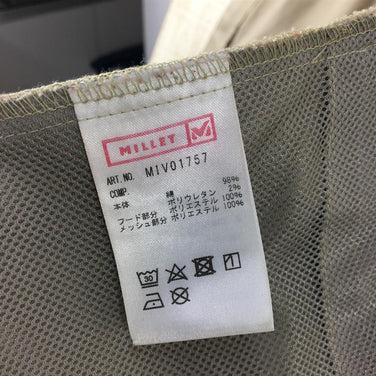 MILLET
ART.NO. MIV01757
COMP. 98%
本体 綿 2%
ポリウレタン 100%
フード部分 ポリエステル 100%
メッシュ部分 ポリエステル
30